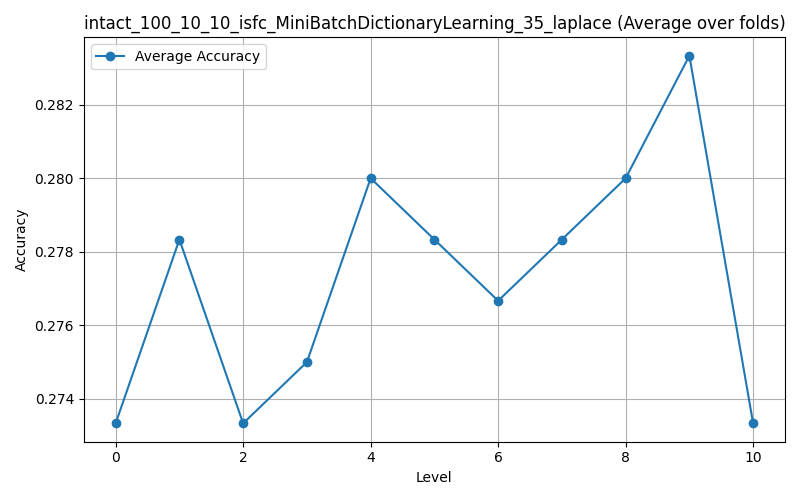 intact_100_10_10_isfc_MiniBatchDictionaryLearning_35_laplace (Average over folds)
Average Accuracy
0.282
0.280
0.278
0.276
0.274
Accuracy
0 2 4 6 8 10
Level